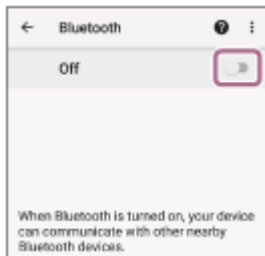 Bluetooth
Off
When Bluetooth is turned on, your device
can communicate with other nearby
Bluetooth devices.